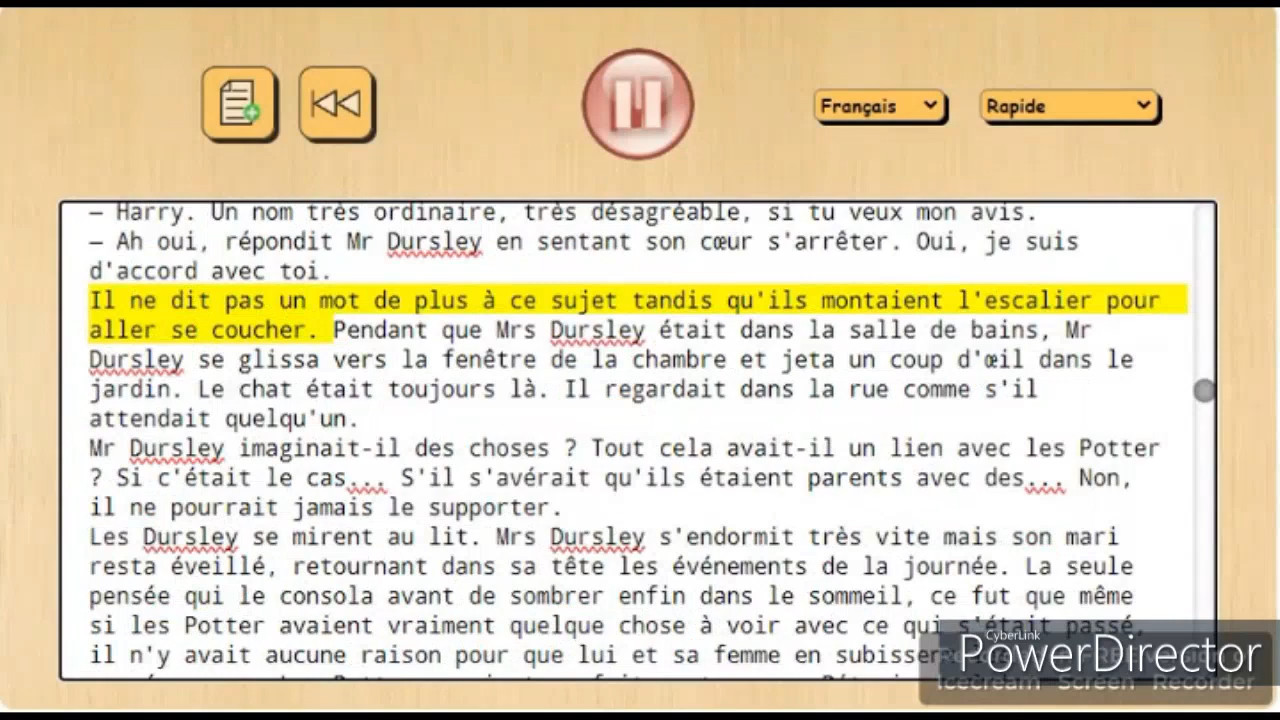 Français
Rapide
– Harry. Un nom très ordinaire, très désagréable, si tu veux mon avis.
– Ah oui, répondit Mr Dursley en sentant son cœur s'arrêter. Oui, je suis
d'accord avec toi.
Il ne dit pas un mot de plus à ce sujet tandis qu'ils montaient l'escalier pour
aller se coucher. Pendant que Mrs Dursley était dans la salle de bains, Mr
Dursley se glissa vers la fenêtre de la chambre et jeta un coup d'œil dans le
jardin. Le chat était toujours là. Il regardait dans la rue comme s'il
attendait quelqu'un.
Mr Dursley imaginait-il des choses ? Tout cela avait-il un lien avec les Potter
? Si c'était le cas... S'il s'avérait qu'ils étaient parents avec des... Non,
il ne pourrait jamais le supporter.
Les Dursley se mirent au lit. Mrs Dursley s'endormit très vite mais son mari
resta éveillé, retournant dans sa tête les événements de la journée. La seule
pensée qui le consola avant de sombrer enfin dans le sommeil, ce fut que même
si les Potter avaient vraiment quelque chose à voir avec ce qui s'était passé,
il n'y avait aucune raison pour que lui et sa femme en
CyberLink
PowerDirector
Icecream Screen Recorder